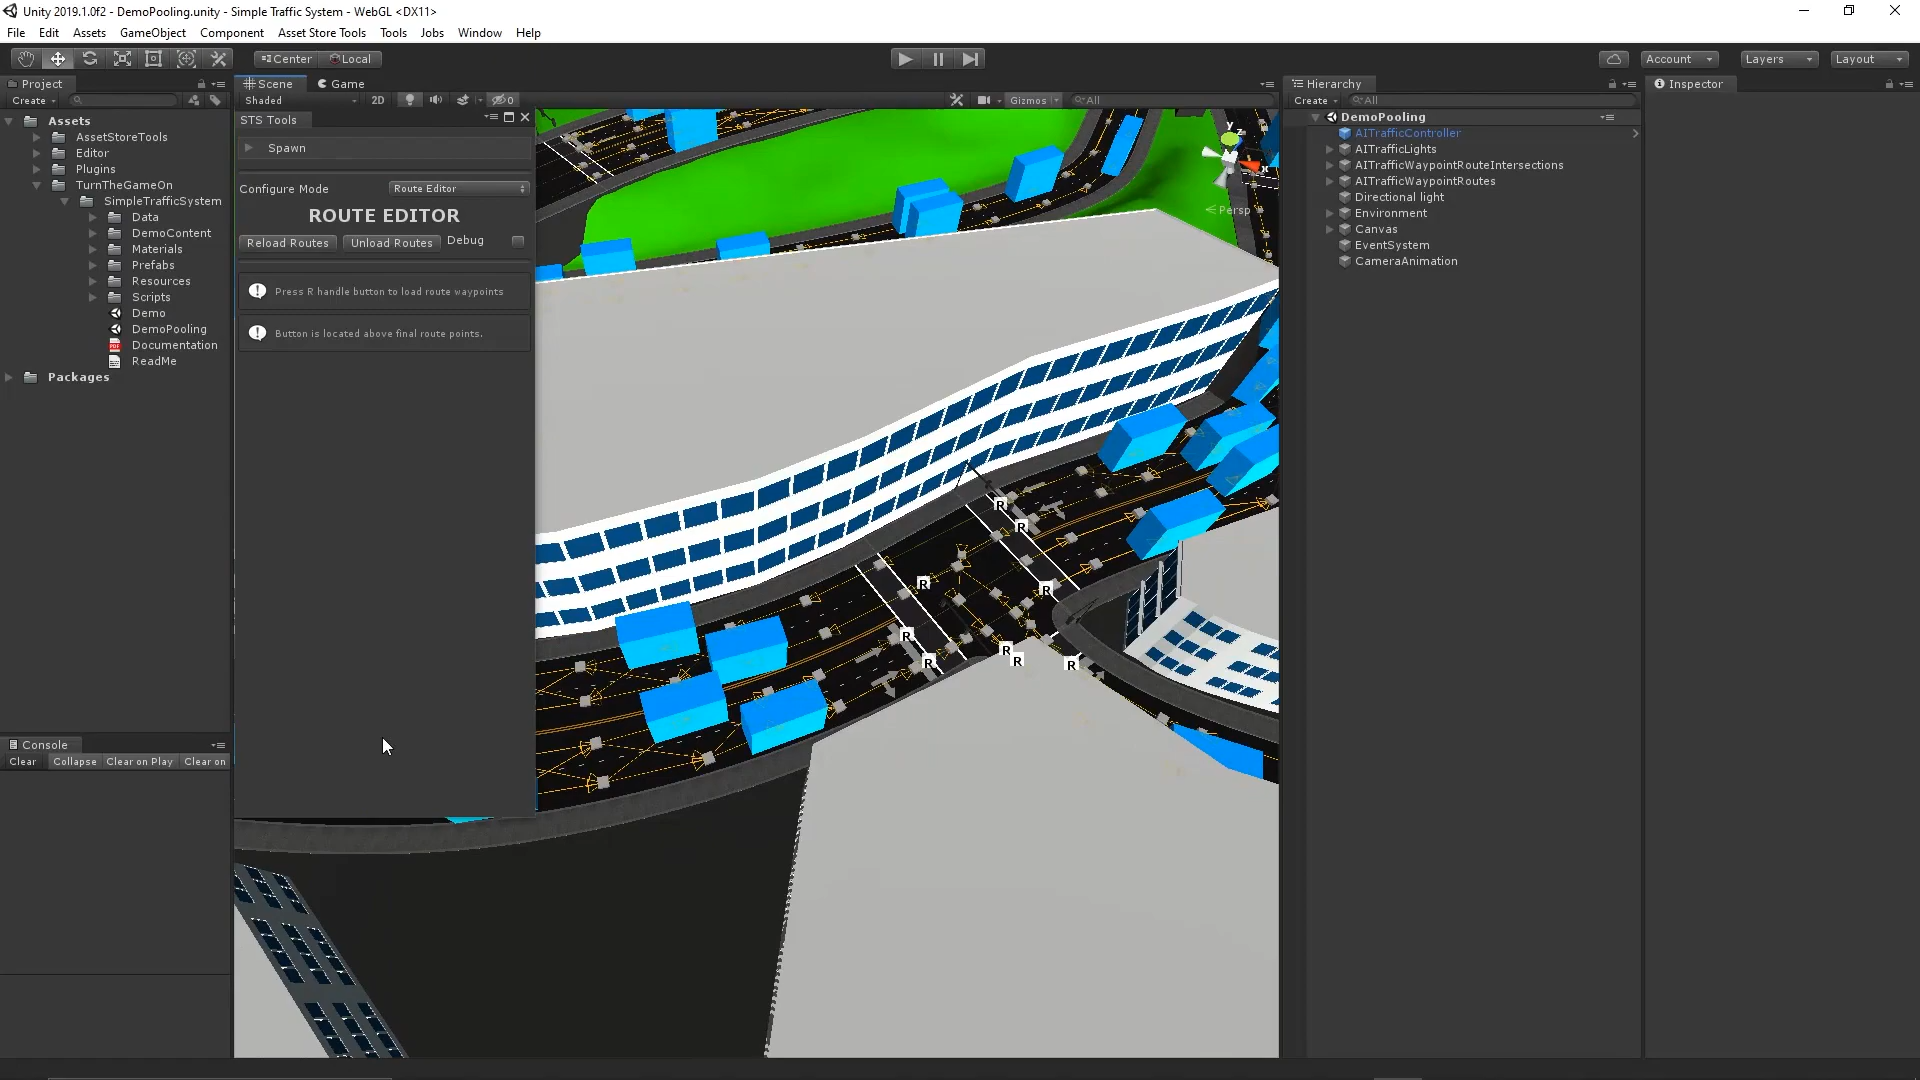 Unity 2019.1.0f2 - DemoPooling.unity - Simple Traffic System - WebGL <DX11>
File Edit Assets GameObject Component Asset Store Tools Tools Jobs Window Help
Center Local
Account Layers Layout
Project
Create
Assets
AssetStoreTools
Editor
Plugins
TurnTheGameOn
SimpleTrafficSystem
Data
DemoContent
Materials
Prefabs
Resources
Scripts
Demo
DemoPooling
Documentation
ReadMe
Packages
Console
Clear Collapse Clear on Play Clear on
Scene Game
Shaded 2D 0 Gizmos All
STS Tools
Spawn
Configure Mode Route Editor
ROUTE EDITOR
Reload Routes Unload Routes Debug
Press R handle button to load route waypoints
Button is located above final route points.
y
z
x
Persp
R
R
R
R
R
R
R
R
R
Hierarchy
Create All
DemoPooling
AITrafficController
AITrafficLights
AITrafficWaypointRouteIntersections
AITrafficWaypointRoutes
Directional light
Environment
Canvas
EventSystem
CameraAnimation
Inspector